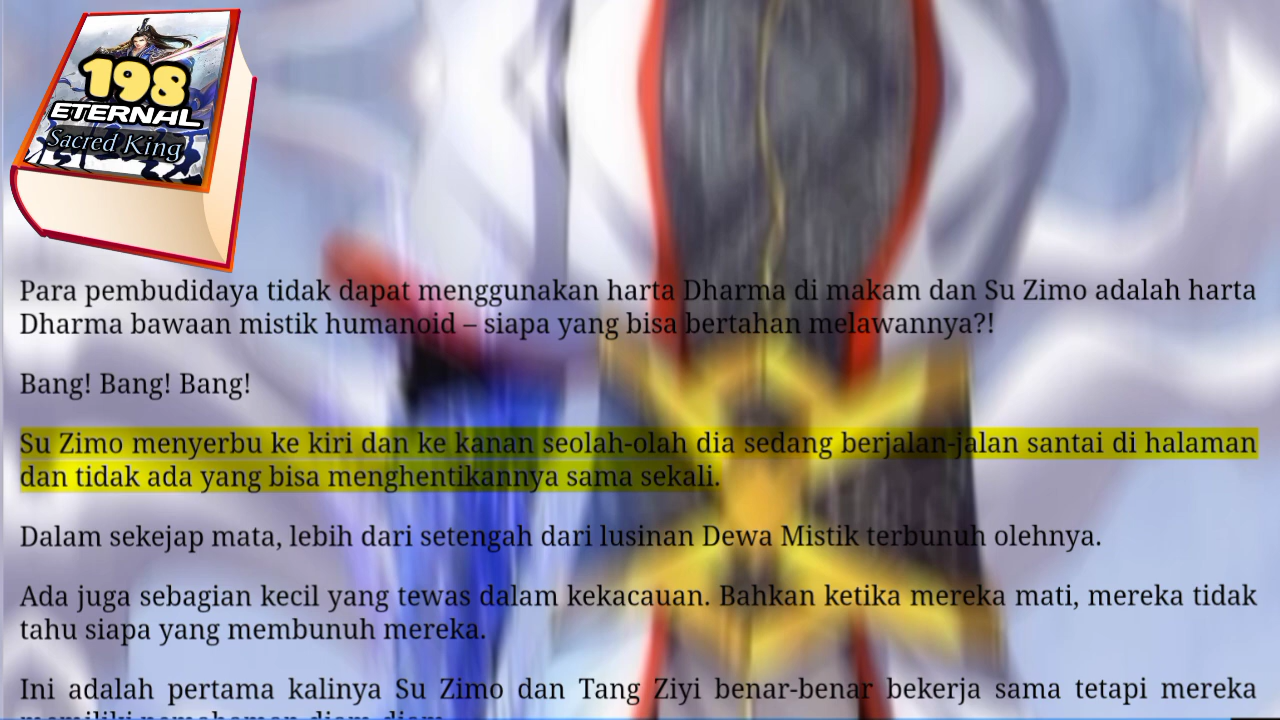 198
ETERNAL
Sacred King
Para pembudidaya tidak dapat menggunakan harta Dharma di makam dan Su Zimo adalah harta
Dharma bawaan mistik humanoid – siapa yang bisa bertahan melawannya?!
Bang! Bang! Bang!
Su Zimo menyerbu ke kiri dan ke kanan seolah-olah dia sedang berjalan-jalan santai di halaman
dan tidak ada yang bisa menghentikannya sama sekali.
Dalam sekejap mata, lebih dari setengah dari lusinan Dewa Mistik terbunuh olehnya.
Ada juga sebagian kecil yang tewas dalam kekacauan. Bahkan ketika mereka mati, mereka tidak
tahu siapa yang membunuh mereka.
Ini adalah pertama kalinya Su Zimo dan Tang Ziyi benar-benar bekerja sama tetapi mereka